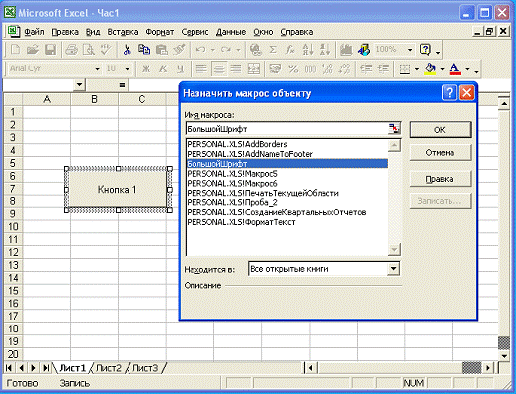 Microsoft Excel - Час1
Файл Правка Вид Вставка Формат Сервис Данные Окно Справка
100%
Arial Cyr 10 Ж К Ч
A B C
1
2
3
4
5
6
7
8
9
10
11
12
13
14
15
16
17
18
19
20
Кнопка 1
Назначить макрос объекту
Имя макроса:
БольшойШрифт
PERSONAL.XLS!AddBorders
PERSONAL.XLS!AddNameToFooter
БольшойШрифт
PERSONAL.XLS!Макрос5
PERSONAL.XLS!Макрос6
PERSONAL.XLS!ПечатьТекущейОбласти
PERSONAL.XLS!Проба_2
PERSONAL.XLS!СозданиеКвартальныхОтчетов
PERSONAL.XLS!ФорматТекст
Находится в: Все открытые книги
Описание
ОК
Отмена
Правка
Записать...
Лист1 Лист2 Лист3
Готово Запись NUM